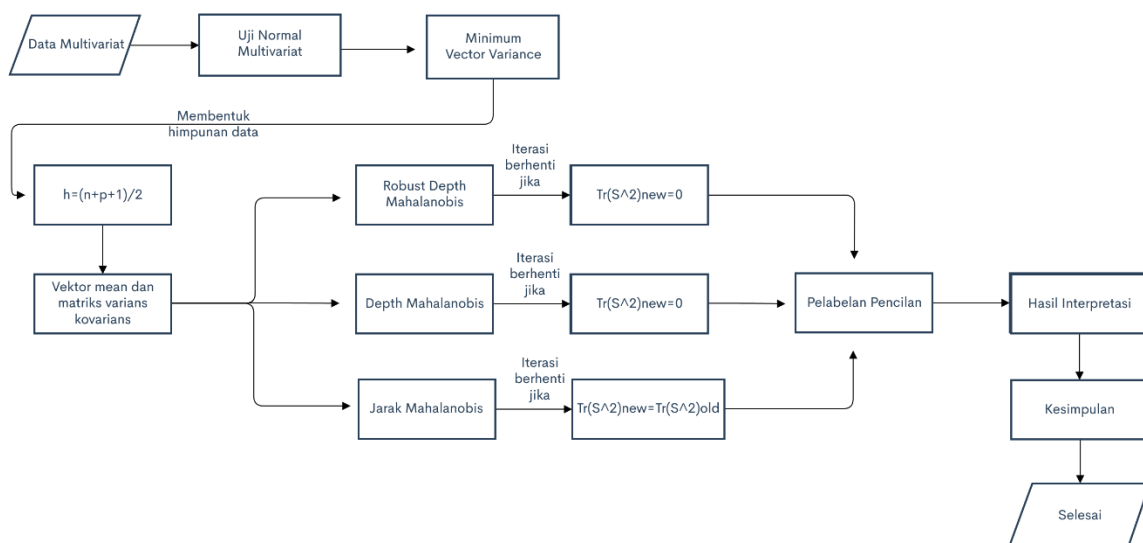 Data Multivariat
Uji Normal
Multivariat
Minimum
Vector Variance
Membentuk
himpunan data
h=(n+p+1)/2
Vektor mean dan
matriks varians
kovarians
Robust Depth
Mahalanobis
Iterasi
berhenti
jika
Tr(S^2)new=0
Depth Mahalanobis
Iterasi
berhenti
jika
Tr(S^2)new=0
Jarak Mahalanobis
Iterasi
berhenti
jika
Tr(S^2)new=Tr(S^2)old
Pelabelan Pencilan
Hasil Interpretasi
Kesimpulan
Selesai